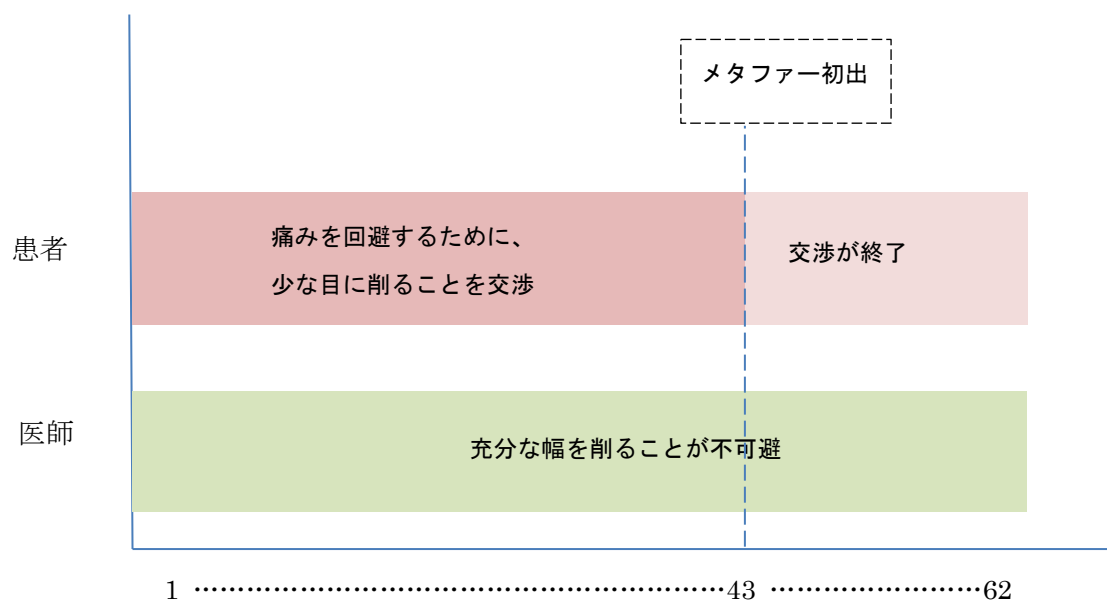 メタファー初出
患者
痛みを回避するために、
少な目に削ることを交渉
交渉が終了
医師
充分な幅を削ることが不可避
1 …………………………………………………43 ……………………62